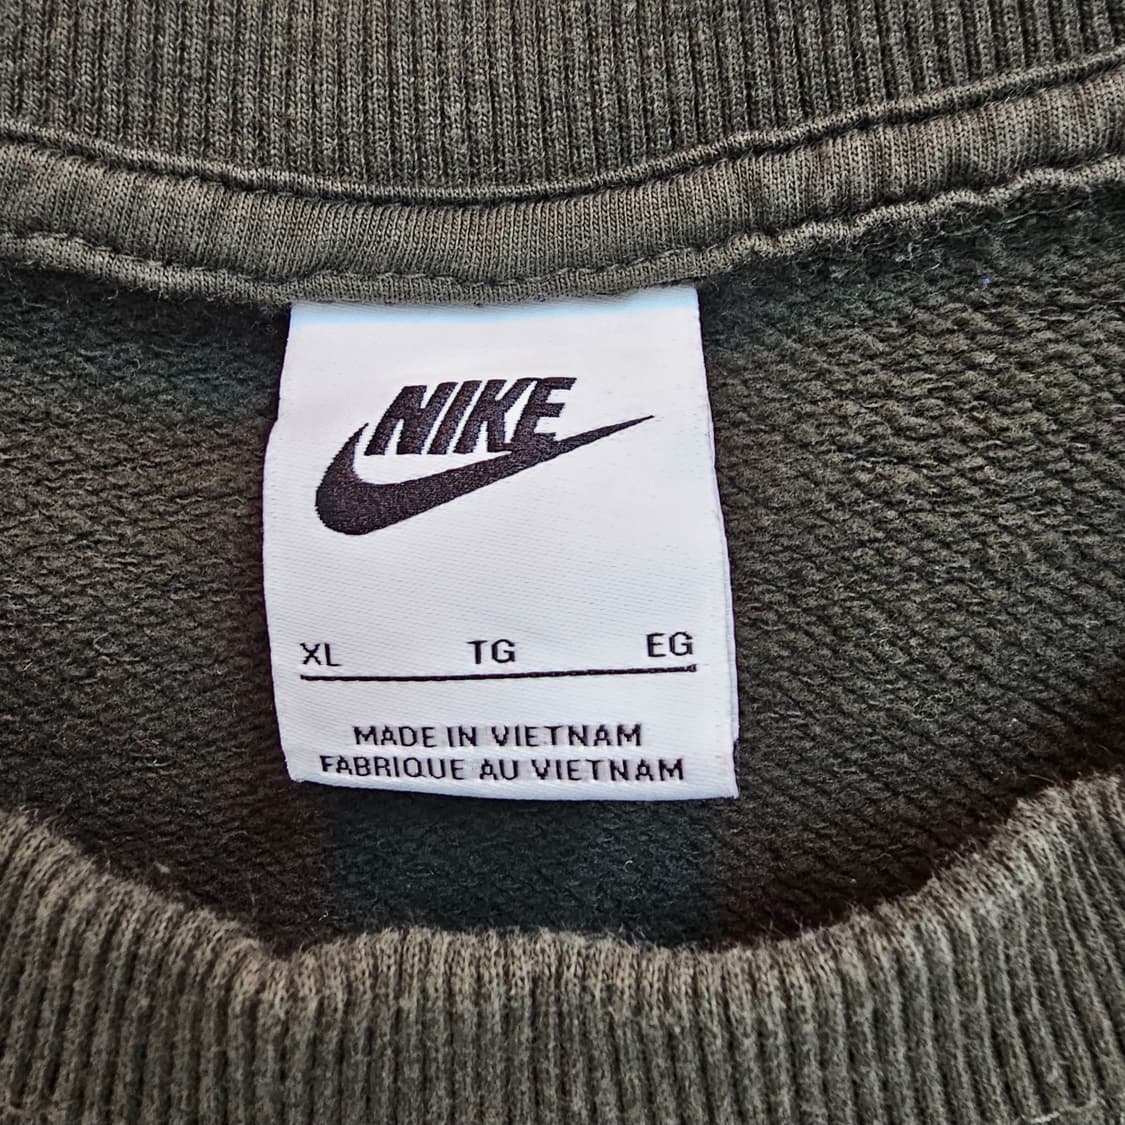 NIKE
XL TG EG
MADE IN VIETNAM
FABRIQUE AU VIETNAM